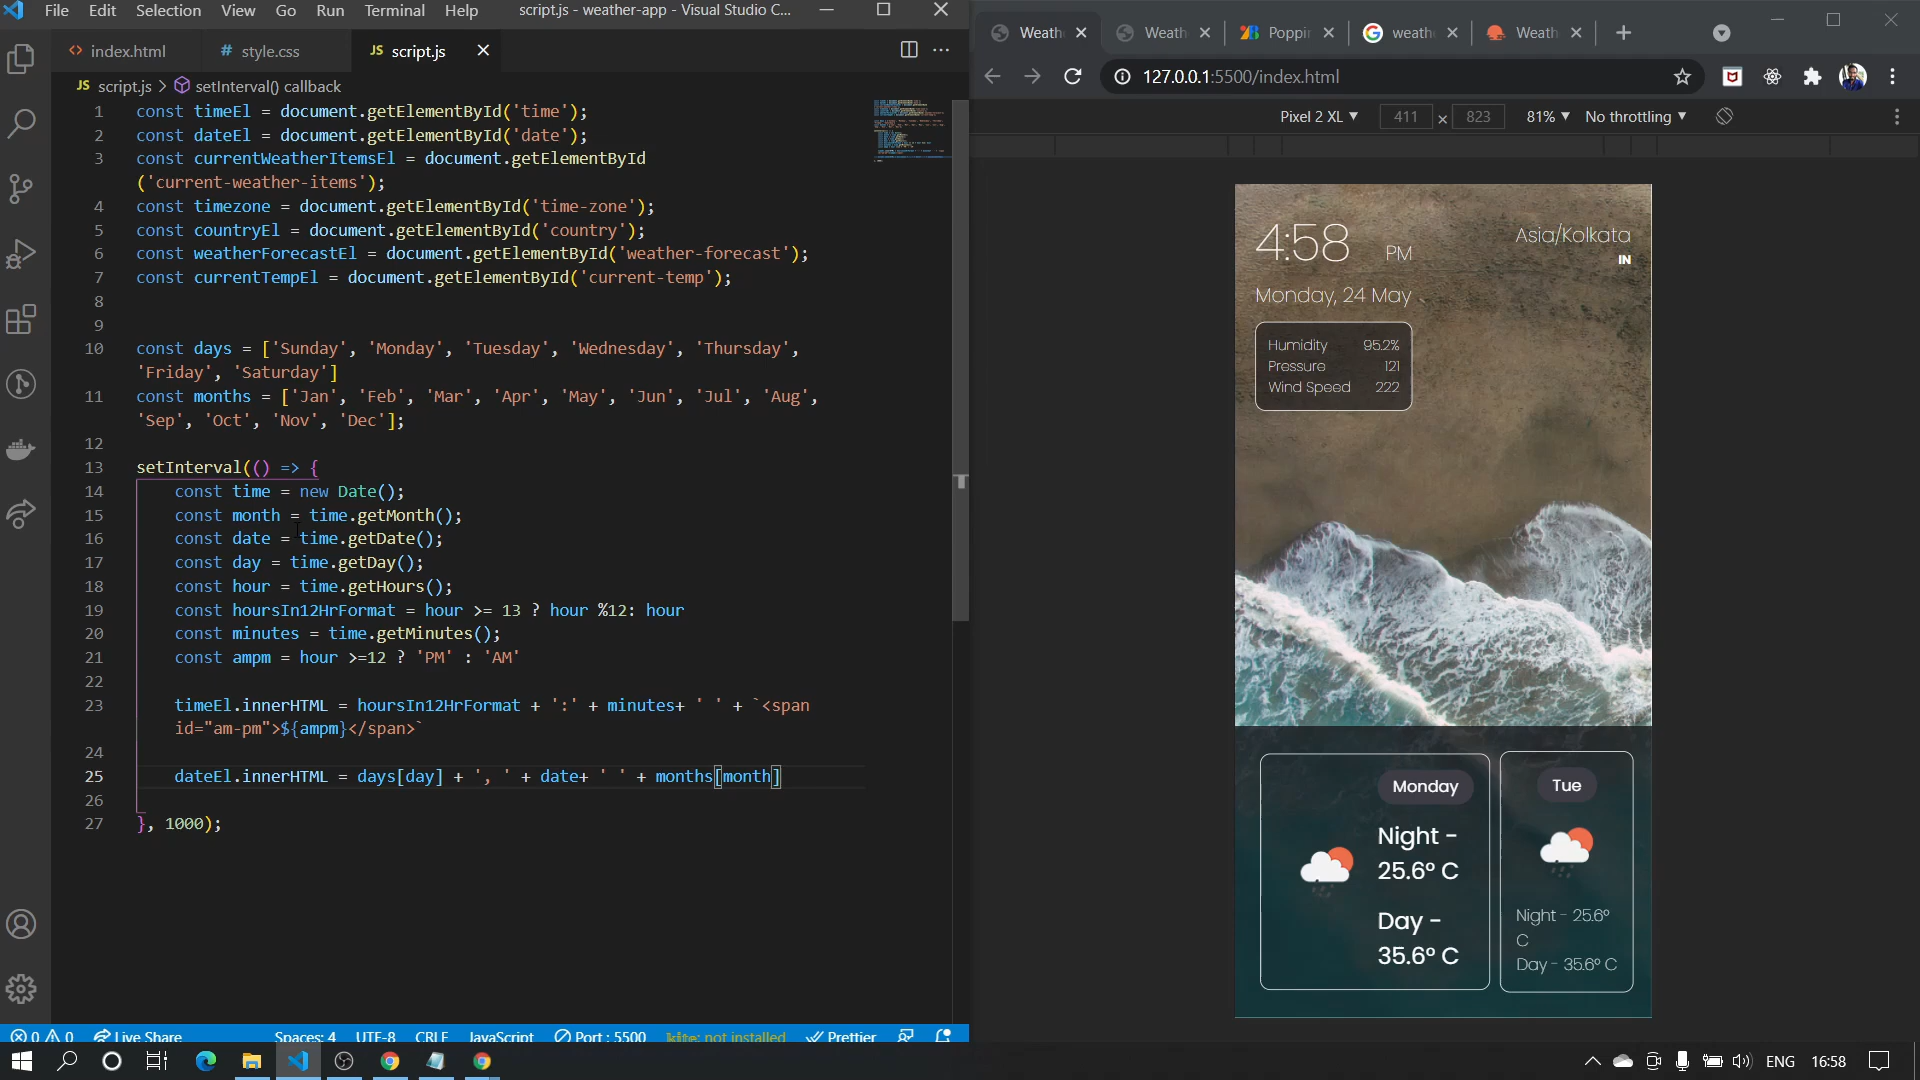 File Edit Selection View Go Run Terminal Help script.js - weather-app - Visual Studio C...
index.html style.css JS script.js
JS script.js > setInterval() callback
1 const timeEl = document.getElementById('time');
2 const dateEl = document.getElementById('date');
3 const currentWeatherItemsEl = document.getElementById
('current-weather-items');
4 const timezone = document.getElementById('time-zone');
5 const countryEl = document.getElementById('country');
6 const weatherForecastEl = document.getElementById('weather-forecast');
7 const currentTempEl = document.getElementById('current-temp');
8
9
10 const days = ['Sunday', 'Monday', 'Tuesday', 'Wednesday', 'Thursday',
'Friday', 'Saturday']
11 const months = ['Jan', 'Feb', 'Mar', 'Apr', 'May', 'Jun', 'Jul', 'Aug',
'Sep', 'Oct', 'Nov', 'Dec'];
12
13 setInterval(() => {
14 const time = new Date();
15 const month = time.getMonth();
16 const date = time.getDate();
17 const day = time.getDay();
18 const hour = time.getHours();
19 const hoursIn12HrFormat = hour >= 13 ? hour %12: hour
20 const minutes = time.getMinutes();
21 const ampm = hour >=12 ? 'PM' : 'AM'
22
23 timeEl.innerHTML = hoursIn12HrFormat + ':' + minutes+ ' ' + `<span
id="am-pm">${ampm}</span>`
24
25 dateEl.innerHTML = days[day] + ', ' + date+ ' ' + months[month]
26
27 }, 1000);
0 0 Live Share Spaces: 4 UTF-8 CRLF JavaScript Port : 5500 kite: not installed Prettier
Weath Weath Poppi weath Weath
127.0.0.1:5500/index.html
Pixel 2 XL 411 × 823 81% No throttling
4:58 PM Asia/Kolkata
IN
Monday, 24 May
Humidity 95.2%
Pressure 121
Wind Speed 222
Monday
Night -
25.6° C
Day -
35.6° C
Tue
Night - 25.6°
C
Day - 35.6° C
ENG 16:58